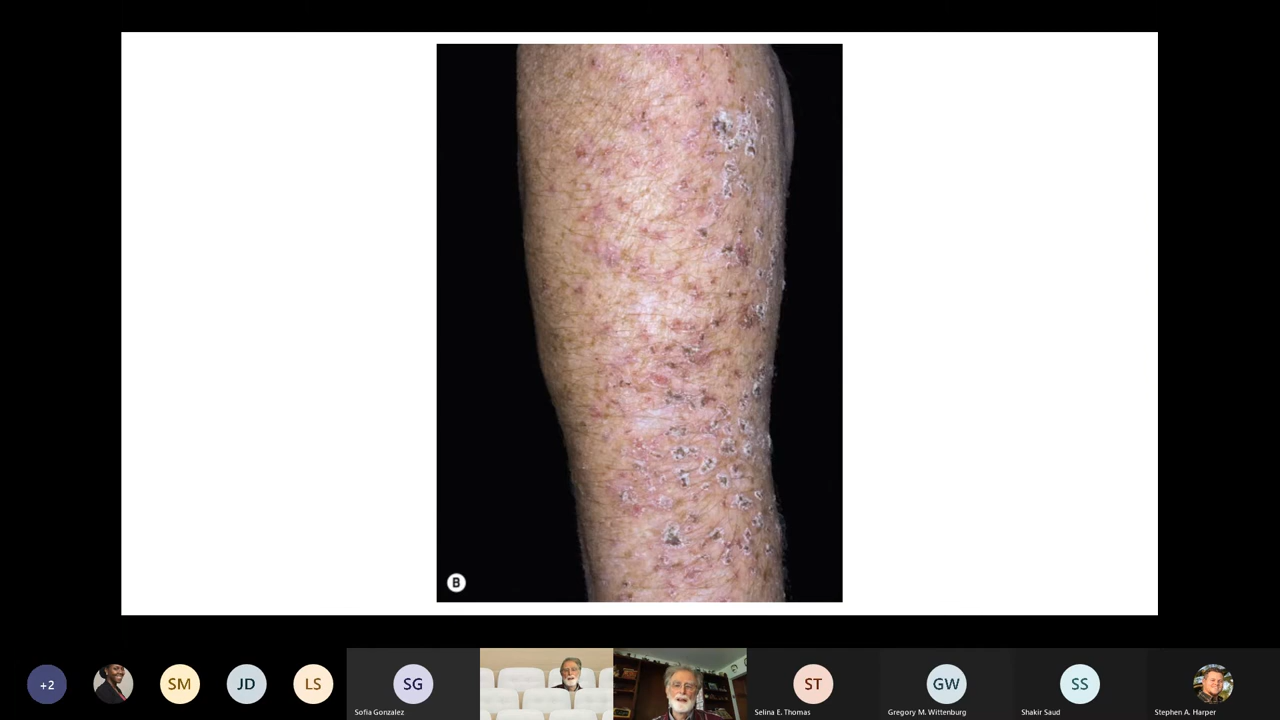 B
+2
SM
JD
LS
SG
Sofia Gonzalez
ST
Selina E. Thomas
GW
Gregory M. Wittenburg
SS
Shakir Saud
Stephen A. Harper